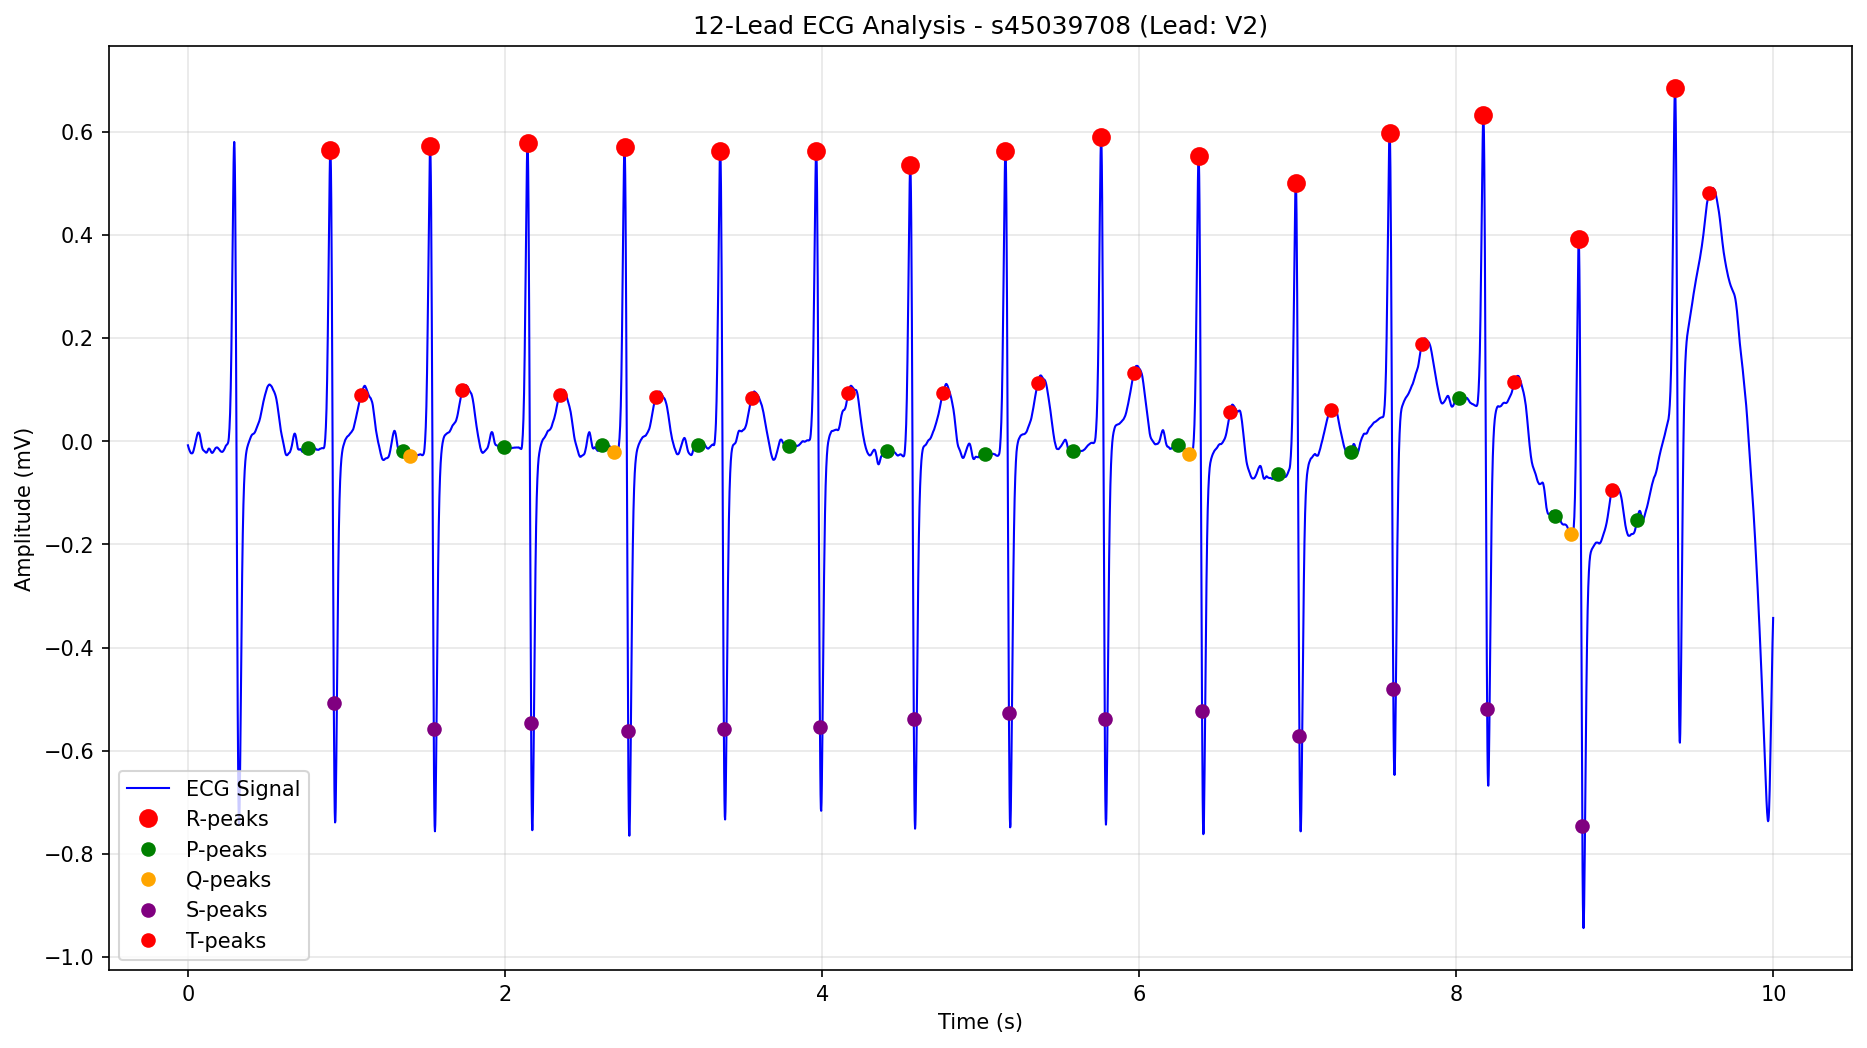 12-Lead ECG Analysis - s45039708 (Lead: V2)
Amplitude (mV)
0.6
0.4
0.2
0.0
−0.2
−0.4
−0.6
−0.8
−1.0
ECG Signal
R-peaks
P-peaks
Q-peaks
S-peaks
T-peaks
0 2 4 6 8 10
Time (s)